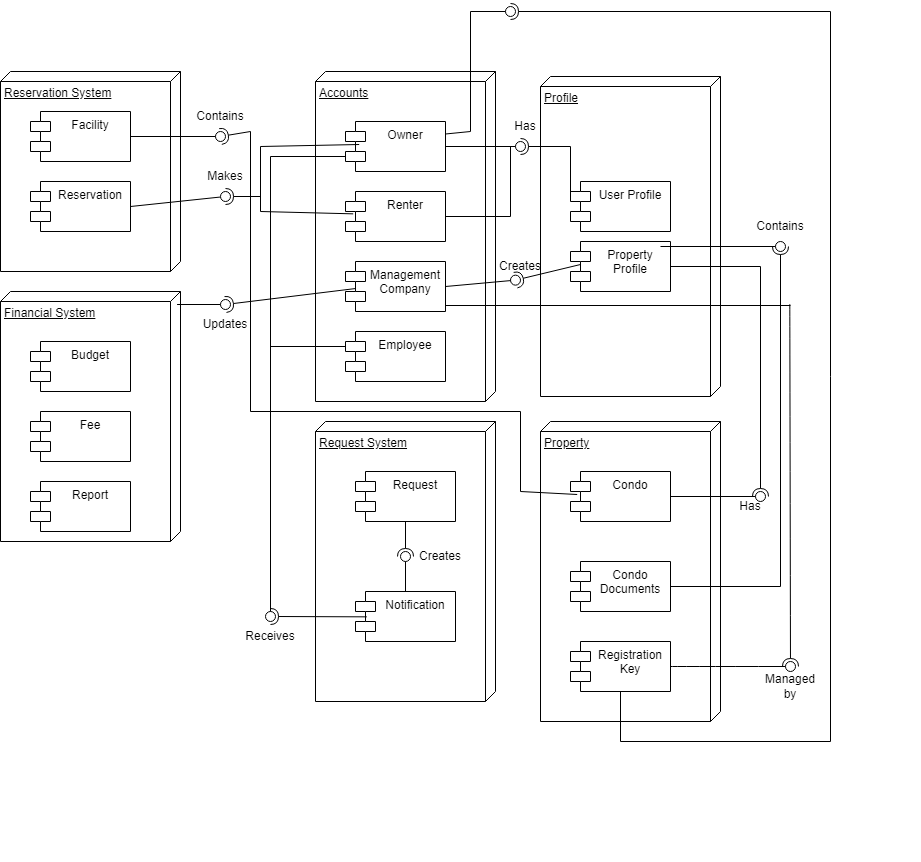 Reservation System
Facility
Reservation
Contains
Makes
Accounts
Owner
Renter
Management
Company
Employee
Has
Creates
Profile
User Profile
Property
Profile
Contains
Financial System
Budget
Fee
Report
Updates
Request System
Request
Creates
Notification
Receives
Property
Condo
Condo
Documents
Registration
Key
Has
Managed
by